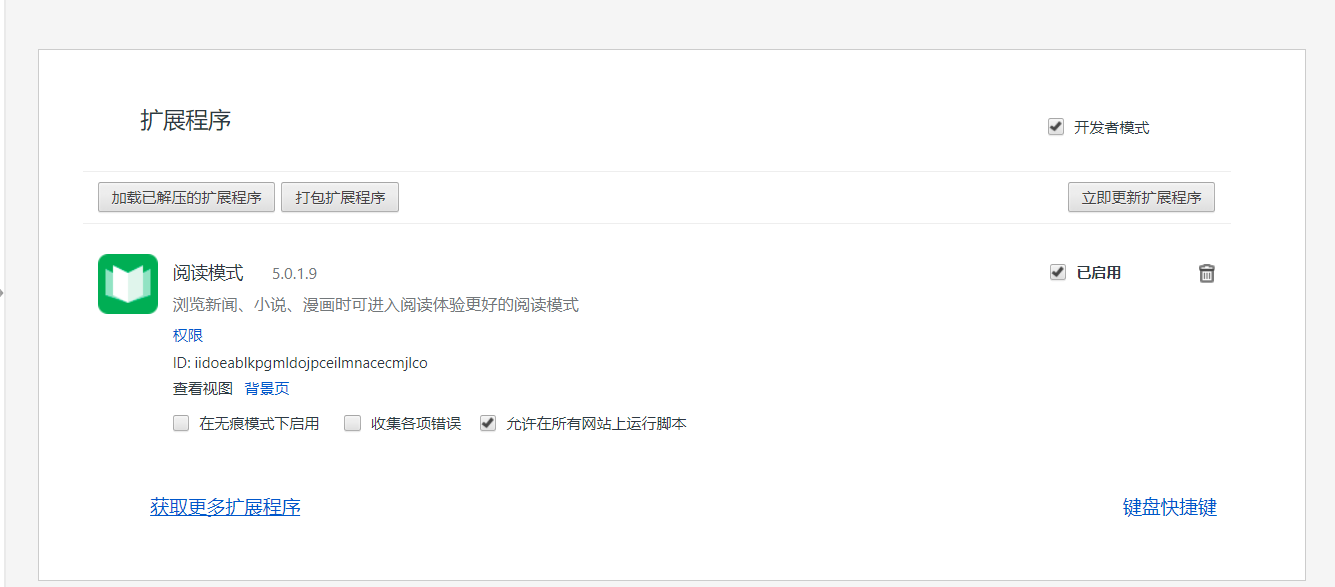 扩展程序
开发者模式
加载已解压的扩展程序 打包扩展程序 立即更新扩展程序
阅读模式 5.0.1.9 已启用
浏览新闻、小说、漫画时可进入阅读体验更好的阅读模式
权限
ID: iidoeablkpgmldojpceilmnacecmjlco
查看视图 背景页
在无痕模式下启用 收集各项错误 允许在所有网站上运行脚本
获取更多扩展程序 键盘快捷键